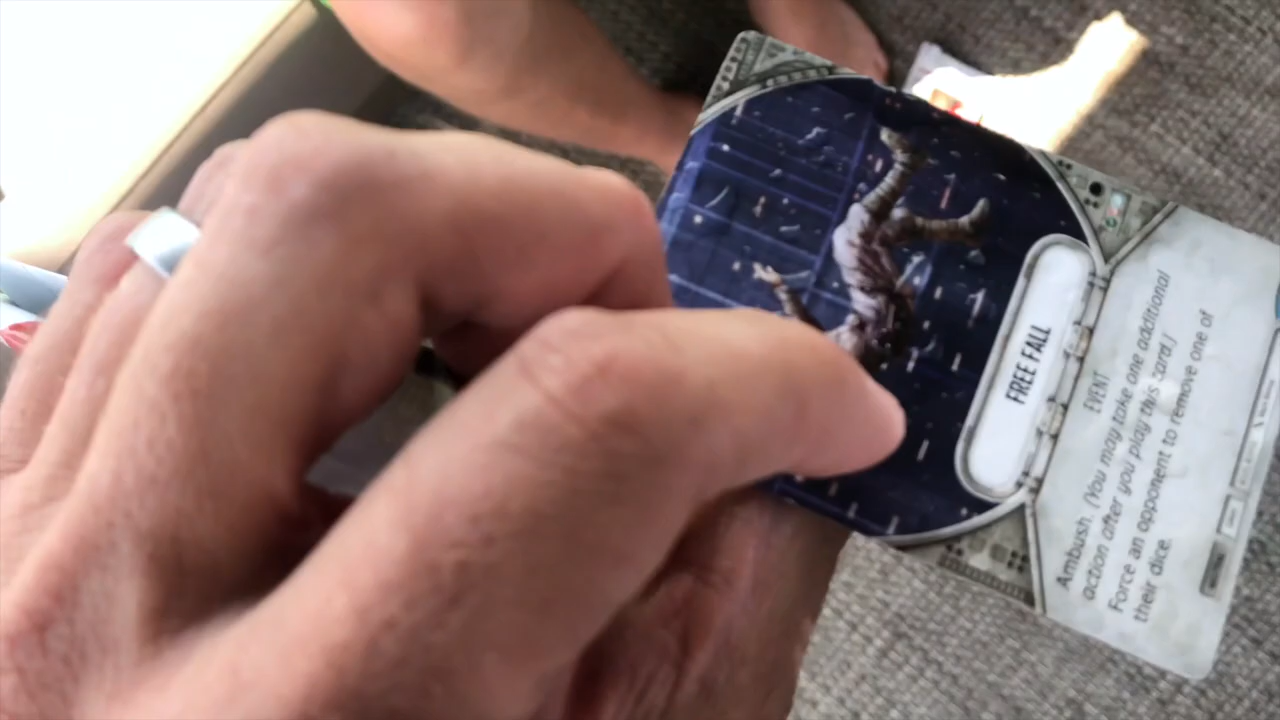 FREE FALL
EVENT
Ambush. (You may take one additional
action after you play this card.)
Force an opponent to remove one of
their dice.